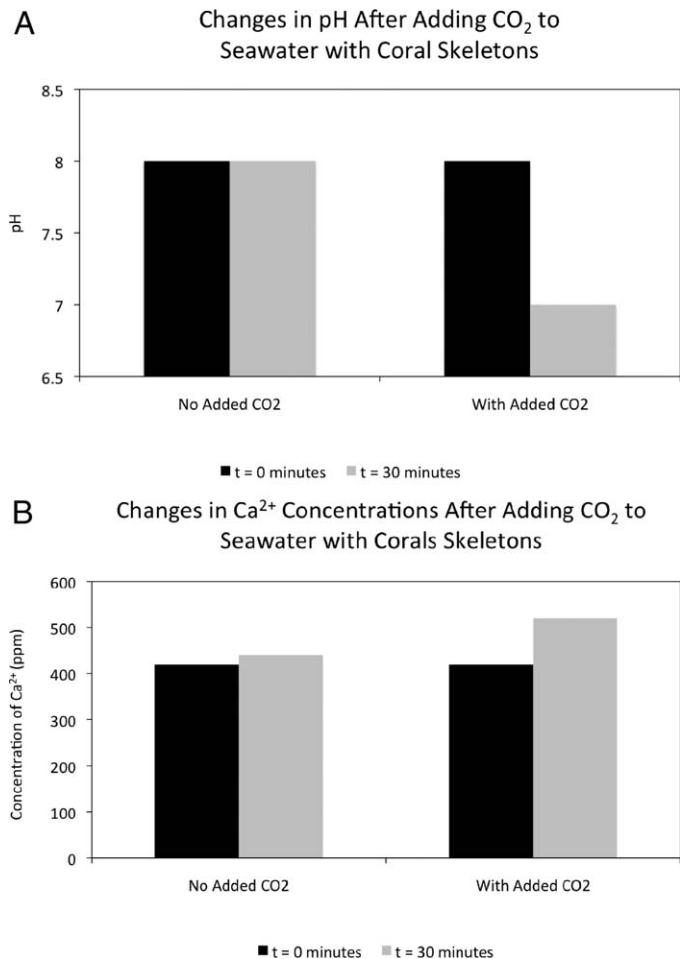 A
Changes in pH After Adding CO₂ to
Seawater with Coral Skeletons
8.5
8
7.5
7
6.5
pH
No Added CO2
With Added CO2
t = 0 minutes
t = 30 minutes
B
Changes in Ca²⁺ Concentrations After Adding CO₂ to
Seawater with Corals Skeletons
600
500
400
300
200
100
0
Concentration of Ca²⁺ (ppm)
No Added CO2
With Added CO2
t = 0 minutes
t = 30 minutes